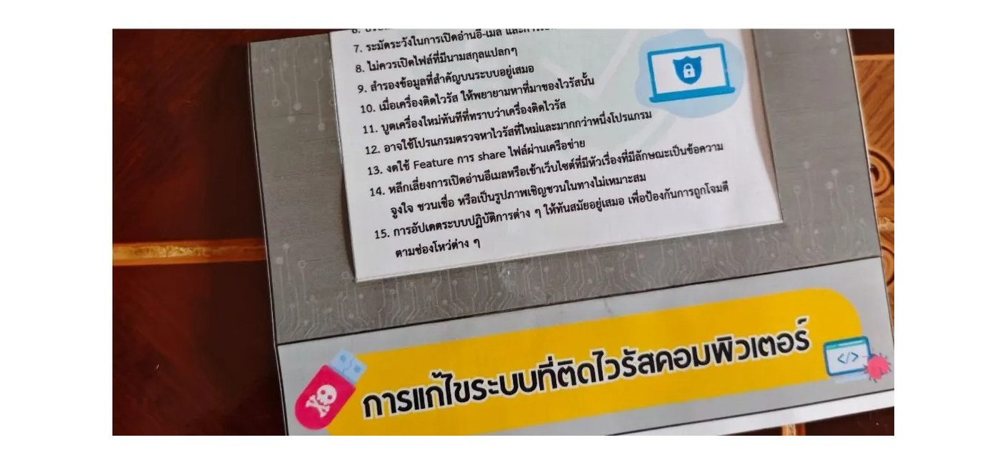 7. ระมัดระวังในการเปิดอ่านอี-เมล และการ
8. ไม่ควรเปิดไฟล์ที่มีนามสกุลแปลกๆ
9. สำรองข้อมูลที่สำคัญบนระบบอยู่เสมอ
10. เมื่อเครื่องติดไวรัส ให้พยายามหาที่มาของไวรัสนั้น
11. บูตเครื่องใหม่ทันทีที่ทราบว่าเครื่องติดไวรัส
12. อาจใช้โปรแกรมตรวจหาไวรัสที่ใหม่และมากกว่าหนึ่งโปรแกรม
13. งดใช้ Feature การ share ไฟล์ผ่านเครือข่าย
14. หลีกเลี่ยงการเปิดอ่านอีเมลหรือเข้าเว็บไซต์ที่มีหัวเรื่องที่มีลักษณะเป็นข้อความ
จูงใจ ชวนเชื่อ หรือเป็นรูปภาพเชิญชวนในทางไม่เหมาะสม
15. การอัปเดตระบบปฏิบัติการต่าง ๆ ให้ทันสมัยอยู่เสมอ เพื่อป้องกันการถูกโจมตี
ตามช่องโหว่ต่าง ๆ
การแก้ไขระบบที่ติดไวรัสคอมพิวเตอร์